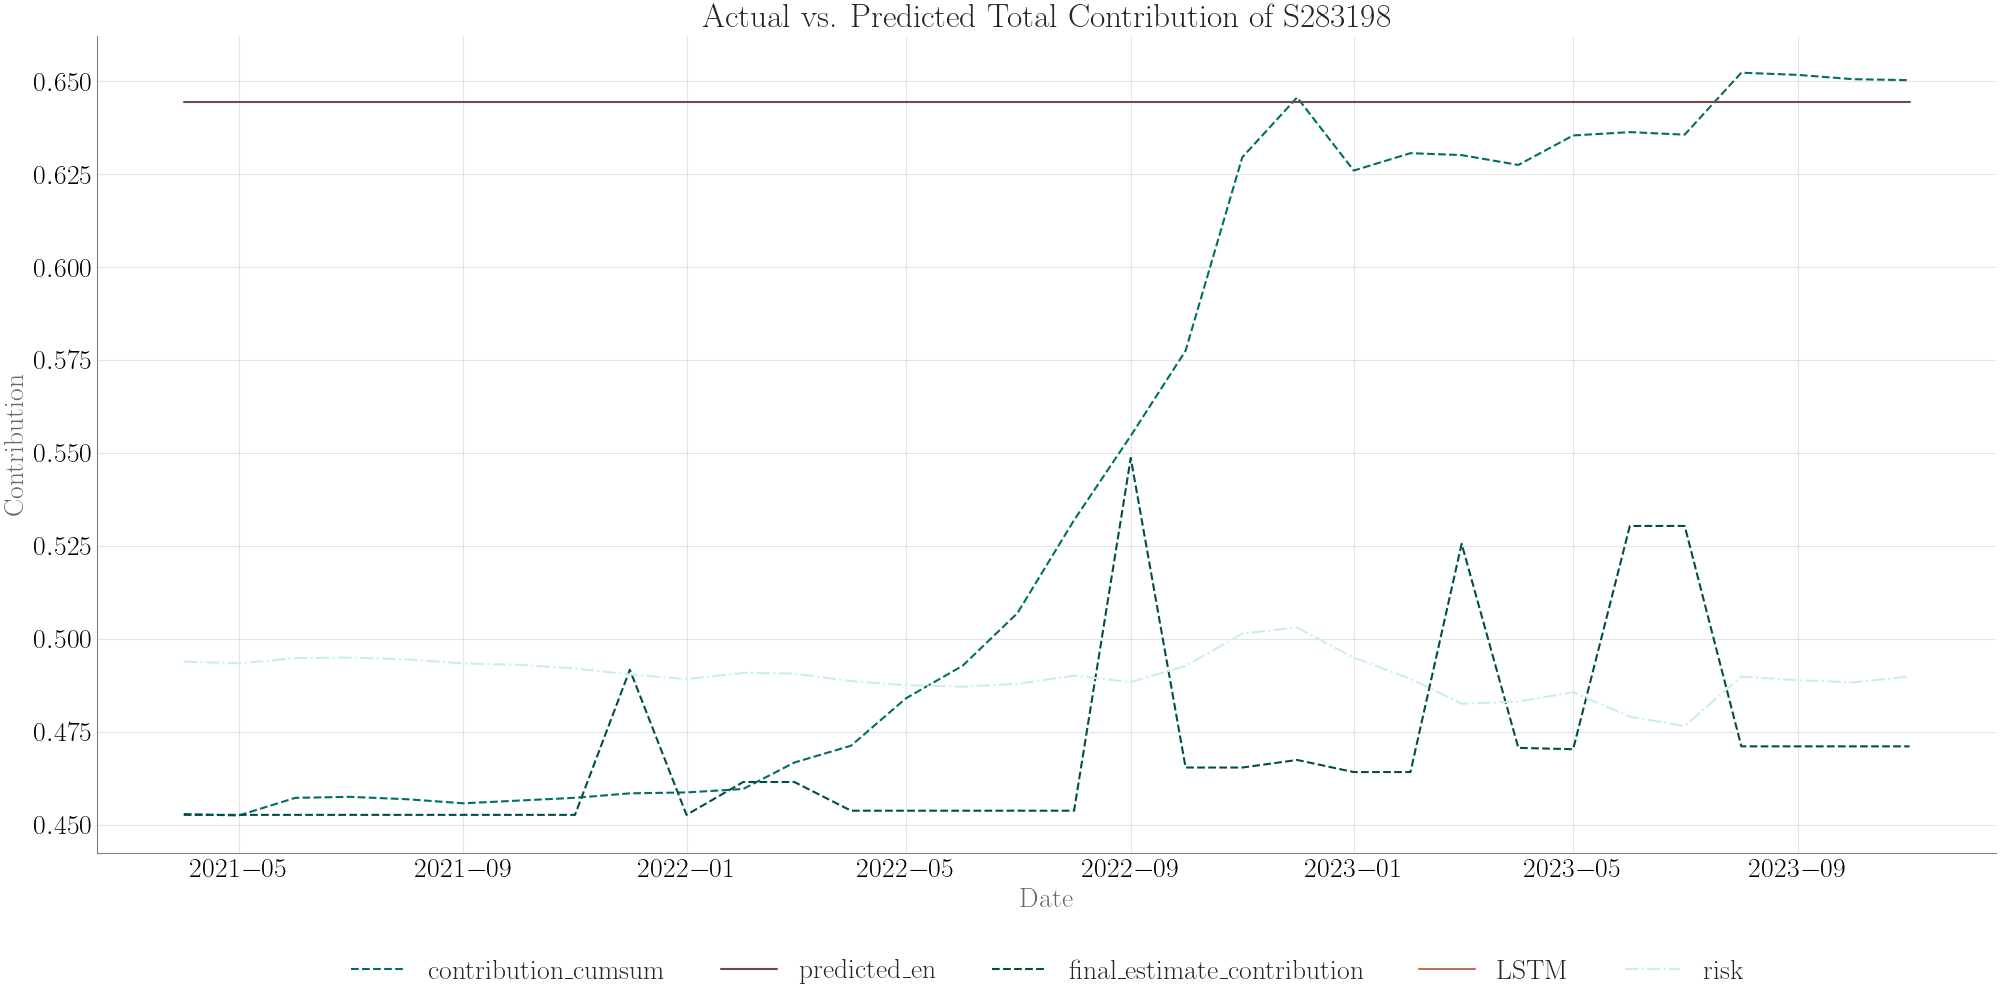 Actual vs. Predicted Total Contribution of S283198
0.650
0.625
0.600
0.575
0.550
0.525
0.500
0.475
0.450
Contribution
2021–05 2021–09 2022–01 2022–05 2022–09 2023–01 2023–05 2023–09
Date
contribution_cumsum predicted_en final_estimate_contribution LSTM risk